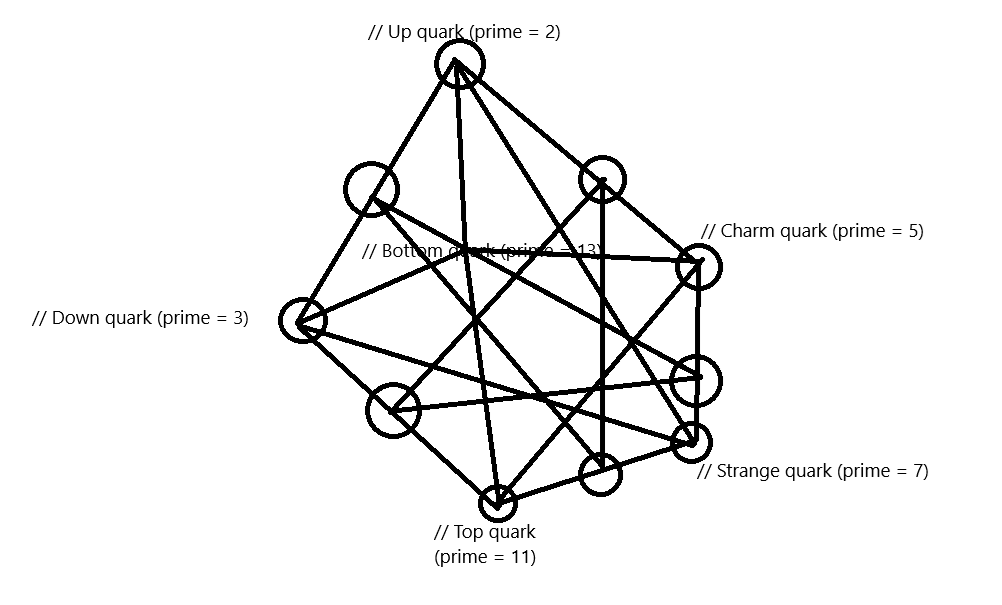 // Up quark (prime = 2)
// Charm quark (prime = 5)
// Bottom quark (prime = 13)
// Down quark (prime = 3)
// Strange quark (prime = 7)
// Top quark
(prime = 11)